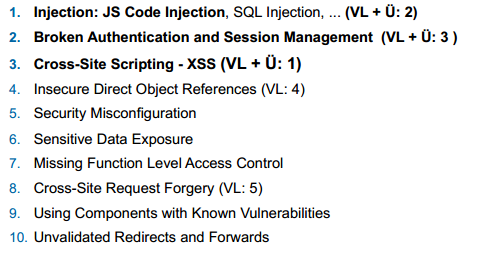 1. Injection: JS Code Injection, SQL Injection, ... (VL + Ü: 2)
2. Broken Authentication and Session Management (VL + Ü: 3 )
3. Cross-Site Scripting - XSS (VL + Ü: 1)
4. Insecure Direct Object References (VL: 4)
5. Security Misconfiguration
6. Sensitive Data Exposure
7. Missing Function Level Access Control
8. Cross-Site Request Forgery (VL: 5)
9. Using Components with Known Vulnerabilities
10. Unvalidated Redirects and Forwards